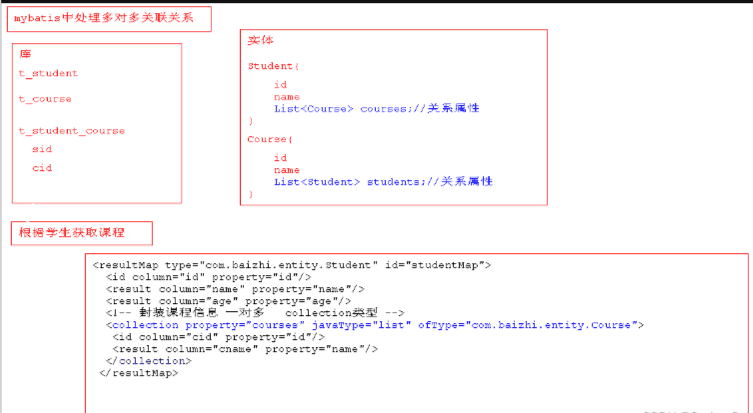 mybatis中处理多对多关联关系
库
t_student
t_course
t_student_course
sid
cid
实体
Student{
id
name
List<Course> courses;//关系属性
}
Course{
id
name
List<Student> students;//关系属性
}
根据学生获取课程
<resultMap type="com.baizhi.entity.Student" id="studentMap">
<id column="id" property="id"/>
<result column="name" property="name"/>
<result column="age" property="age"/>
<!-- 封装课程信息 一对多 collection类型 -->
<collection property="courses" javaType="list" ofType="com.baizhi.entity.Course">
<id column="cid" property="id"/>
<result column="cname" property="name"/>
</collection>
</resultMap>